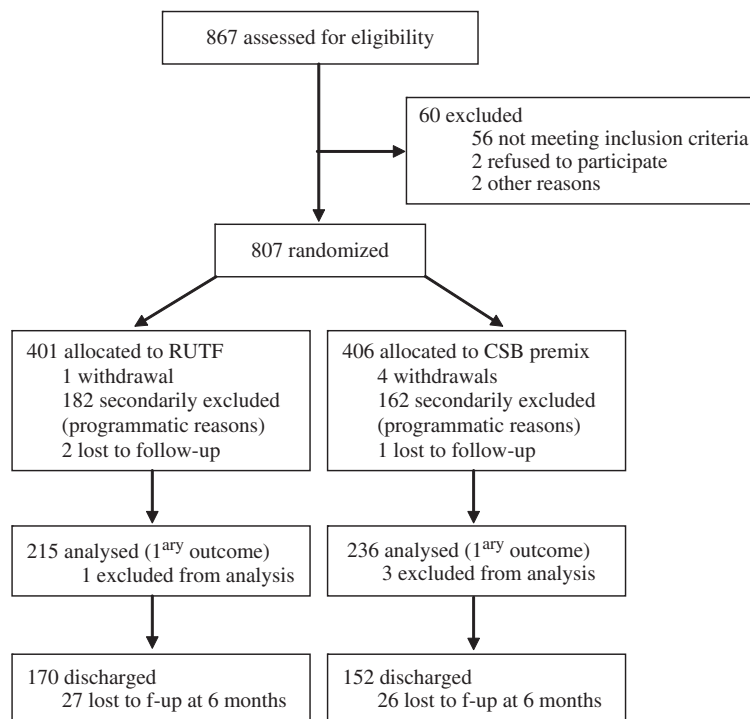 867 assessed for eligibility
60 excluded
56 not meeting inclusion criteria
2 refused to participate
2 other reasons
807 randomized
401 allocated to RUTF
1 withdrawal
182 secondarily excluded
(programmatic reasons)
2 lost to follow-up
406 allocated to CSB premix
4 withdrawals
162 secondarily excluded
(programmatic reasons)
1 lost to follow-up
215 analysed (1ary outcome)
1 excluded from analysis
236 analysed (1ary outcome)
3 excluded from analysis
170 discharged
27 lost to f-up at 6 months
152 discharged
26 lost to f-up at 6 months